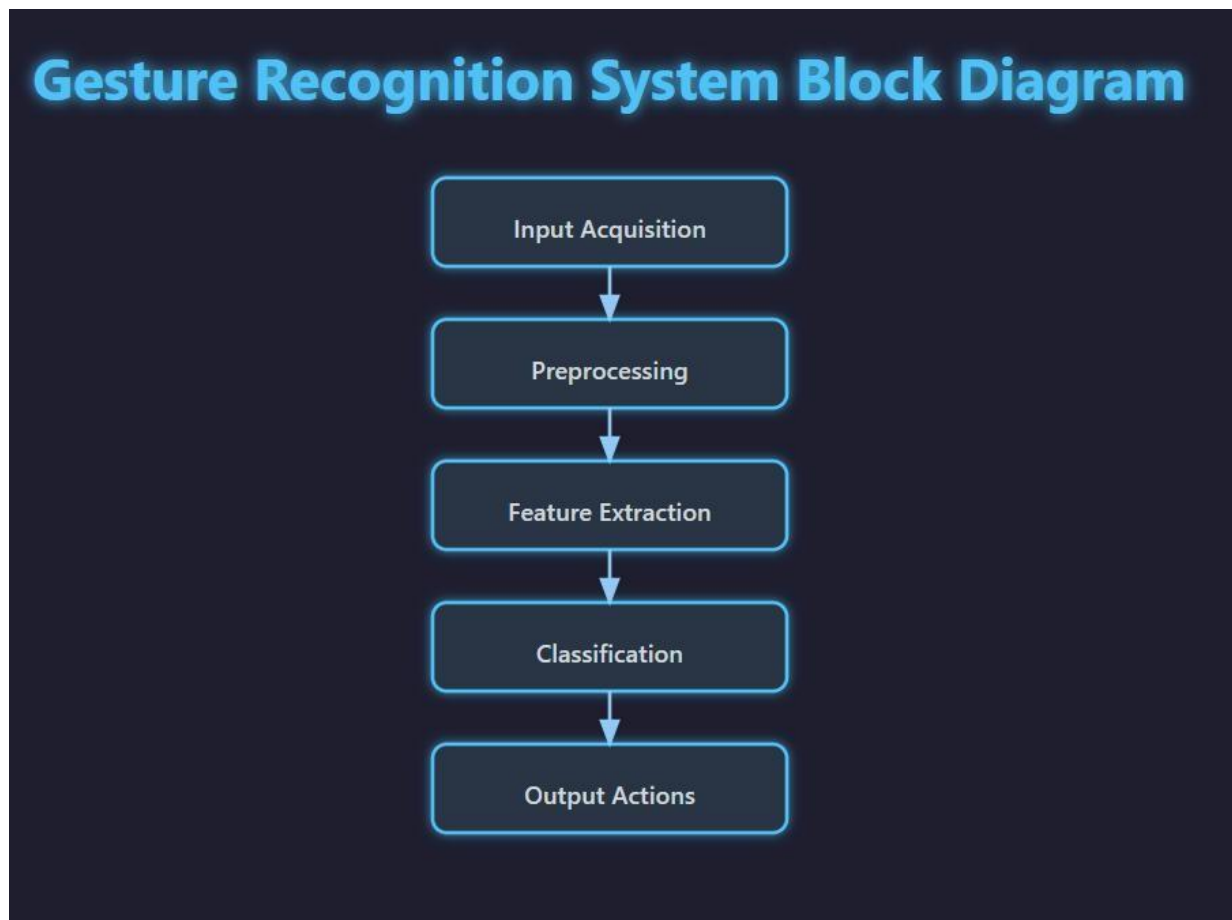 Gesture Recognition System Block Diagram
Input Acquisition
Preprocessing
Feature Extraction
Classification
Output Actions